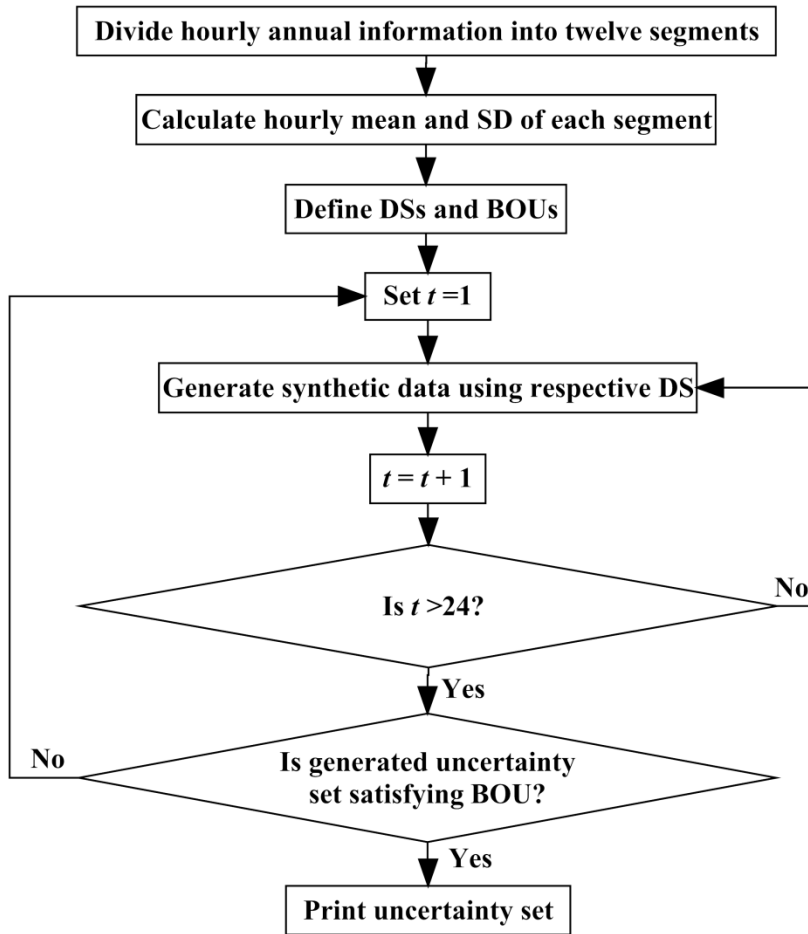 Divide hourly annual information into twelve segments
Calculate hourly mean and SD of each segment
Define DSs and BOUs
Set t =1
Generate synthetic data using respective DS
t = t + 1
Is t >24?
No
Yes
No
Is generated uncertainty
set satisfying BOU?
Yes
Print uncertainty set